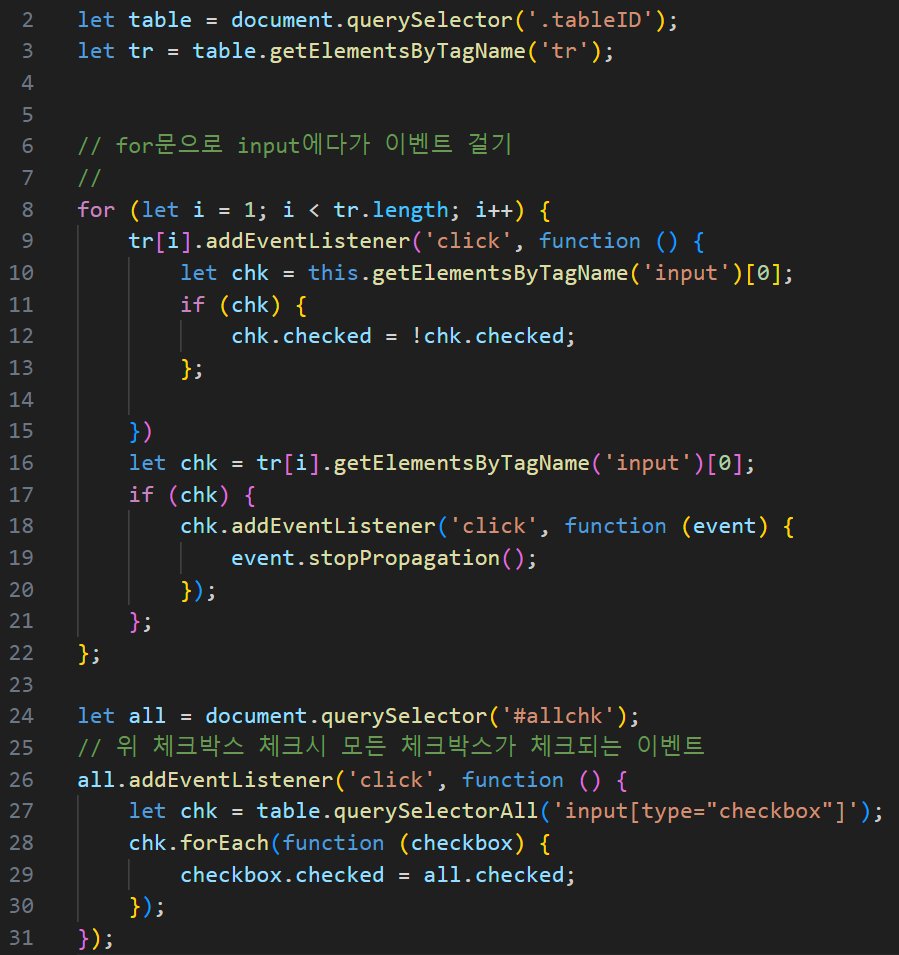 2 let table = document.querySelector('.tableID');
3 let tr = table.getElementsByTagName('tr');
4
5
6 // for문으로 input에다가 이벤트 걸기
7 //
8 for (let i = 1; i < tr.length; i++) {
9     tr[i].addEventListener('click', function () {
10         let chk = this.getElementsByTagName('input')[0];
11         if (chk) {
12             chk.checked = !chk.checked;
13         };
14
15     })
16     let chk = tr[i].getElementsByTagName('input')[0];
17     if (chk) {
18         chk.addEventListener('click', function (event) {
19             event.stopPropagation();
20         });
21     };
22 };
23
24 let all = document.querySelector('#allchk');
25 // 위 체크박스 체크시 모든 체크박스가 체크되는 이벤트
26 all.addEventListener('click', function () {
27     let chk = table.querySelectorAll('input[type="checkbox"]');
28     chk.forEach(function (checkbox) {
29         checkbox.checked = all.checked;
30     });
31 });